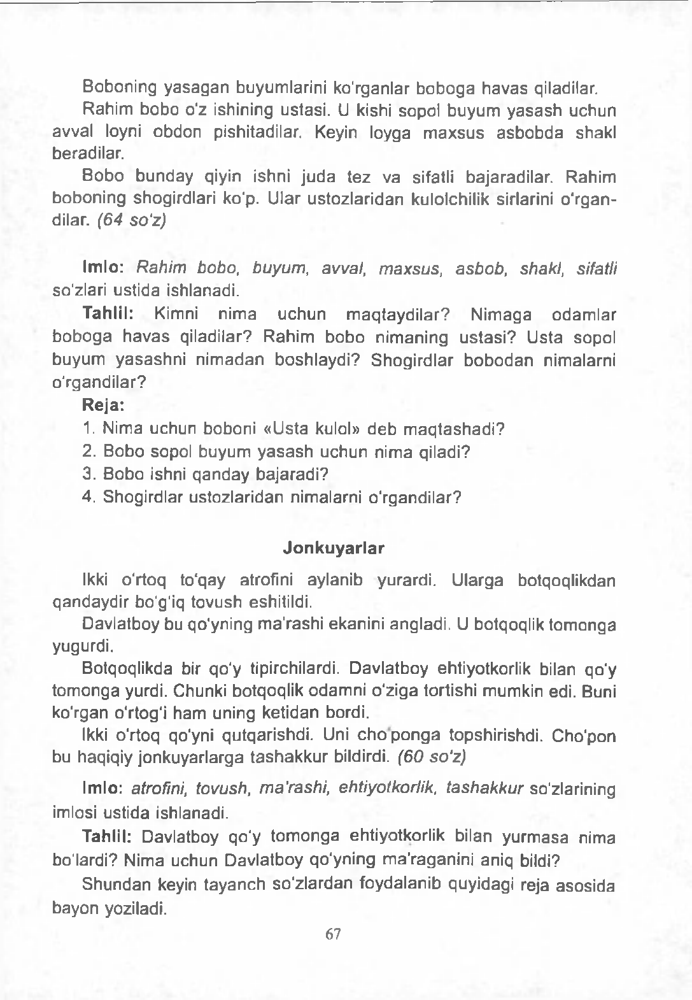 Boboning yasagan buyumlarini ko'rganlar boboga havas qiladilar.
Rahim bobo o'z ishining ustasi. U kishi sopol buyum yasash uchun
avval loyni obdon pishitadilar. Keyin loyga maxsus asbobda shakl
beradilar.
Bobo bunday qiyin ishni juda tez va sifatli bajaradilar. Rahim
boboning shogirdlari ko'p. Ular ustozlaridan kulolchilik sirlarini o'rgan-
dilar. (64 so'z)
Imlo: Rahim bobo, buyum, avval, maxsus, asbob, shakl, sifatli
so'zlari ustida ishlanadi.
Tahlil: Kimni nima uchun maqtaydilar? Nimaga odamlar
boboga havas qiladilar? Rahim bobo nimaning ustasi? Usta sopol
buyum yasashni nimadan boshlaydi? Shogirdlar bobodan nimalarni
o'rgandilar?
Reja:
1. Nima uchun boboni «Usta kulol» deb maqtashadi?
2. Bobo sopol buyum yasash uchun nima qiladi?
3. Bobo ishni qanday bajaradi?
4. Shogirdlar ustozlaridan nimalarni o'rgandilar?
Jonkuyarlar
Ikki o'rtoq to'qay atrofini aylanib yurardi. Ularga botqoqlikdan
qandaydir bo'g'iq tovush eshitildi.
Davlatboy bu qo'yning ma'rashi ekanini angladi. U botqoqlik tomonga
yugurdi.
Botqoqlikda bir qo'y tipirchilardi. Davlatboy ehtiyotkorlik bilan qo'y
tomonga yurdi. Chunki botqoqlik odamni o'ziga tortishi mumkin edi. Buni
ko'rgan o'rtog'i ham uning ketidan bordi.
Ikki o'rtoq qo'yni qutqarishdi. Uni cho'ponga topshirishdi. Cho'pon
bu haqiqiy jonkuyarlarga tashakkur bildirdi. (60 so'z)
Imlo: atrofini, tovush, ma'rashi, ehtiyotkorlik, tashakkur so'zlarining
imlosi ustida ishlanadi.
Tahlil: Davlatboy qo'y tomonga ehtiyotkorlik bilan yurmasa nima
bo'lardi? Nima uchun Davlatboy qo'yning ma'raganini aniq bildi?
Shundan keyin tayanch so'zlardan foydalanib quyidagi reja asosida
bayon yoziladi.
67